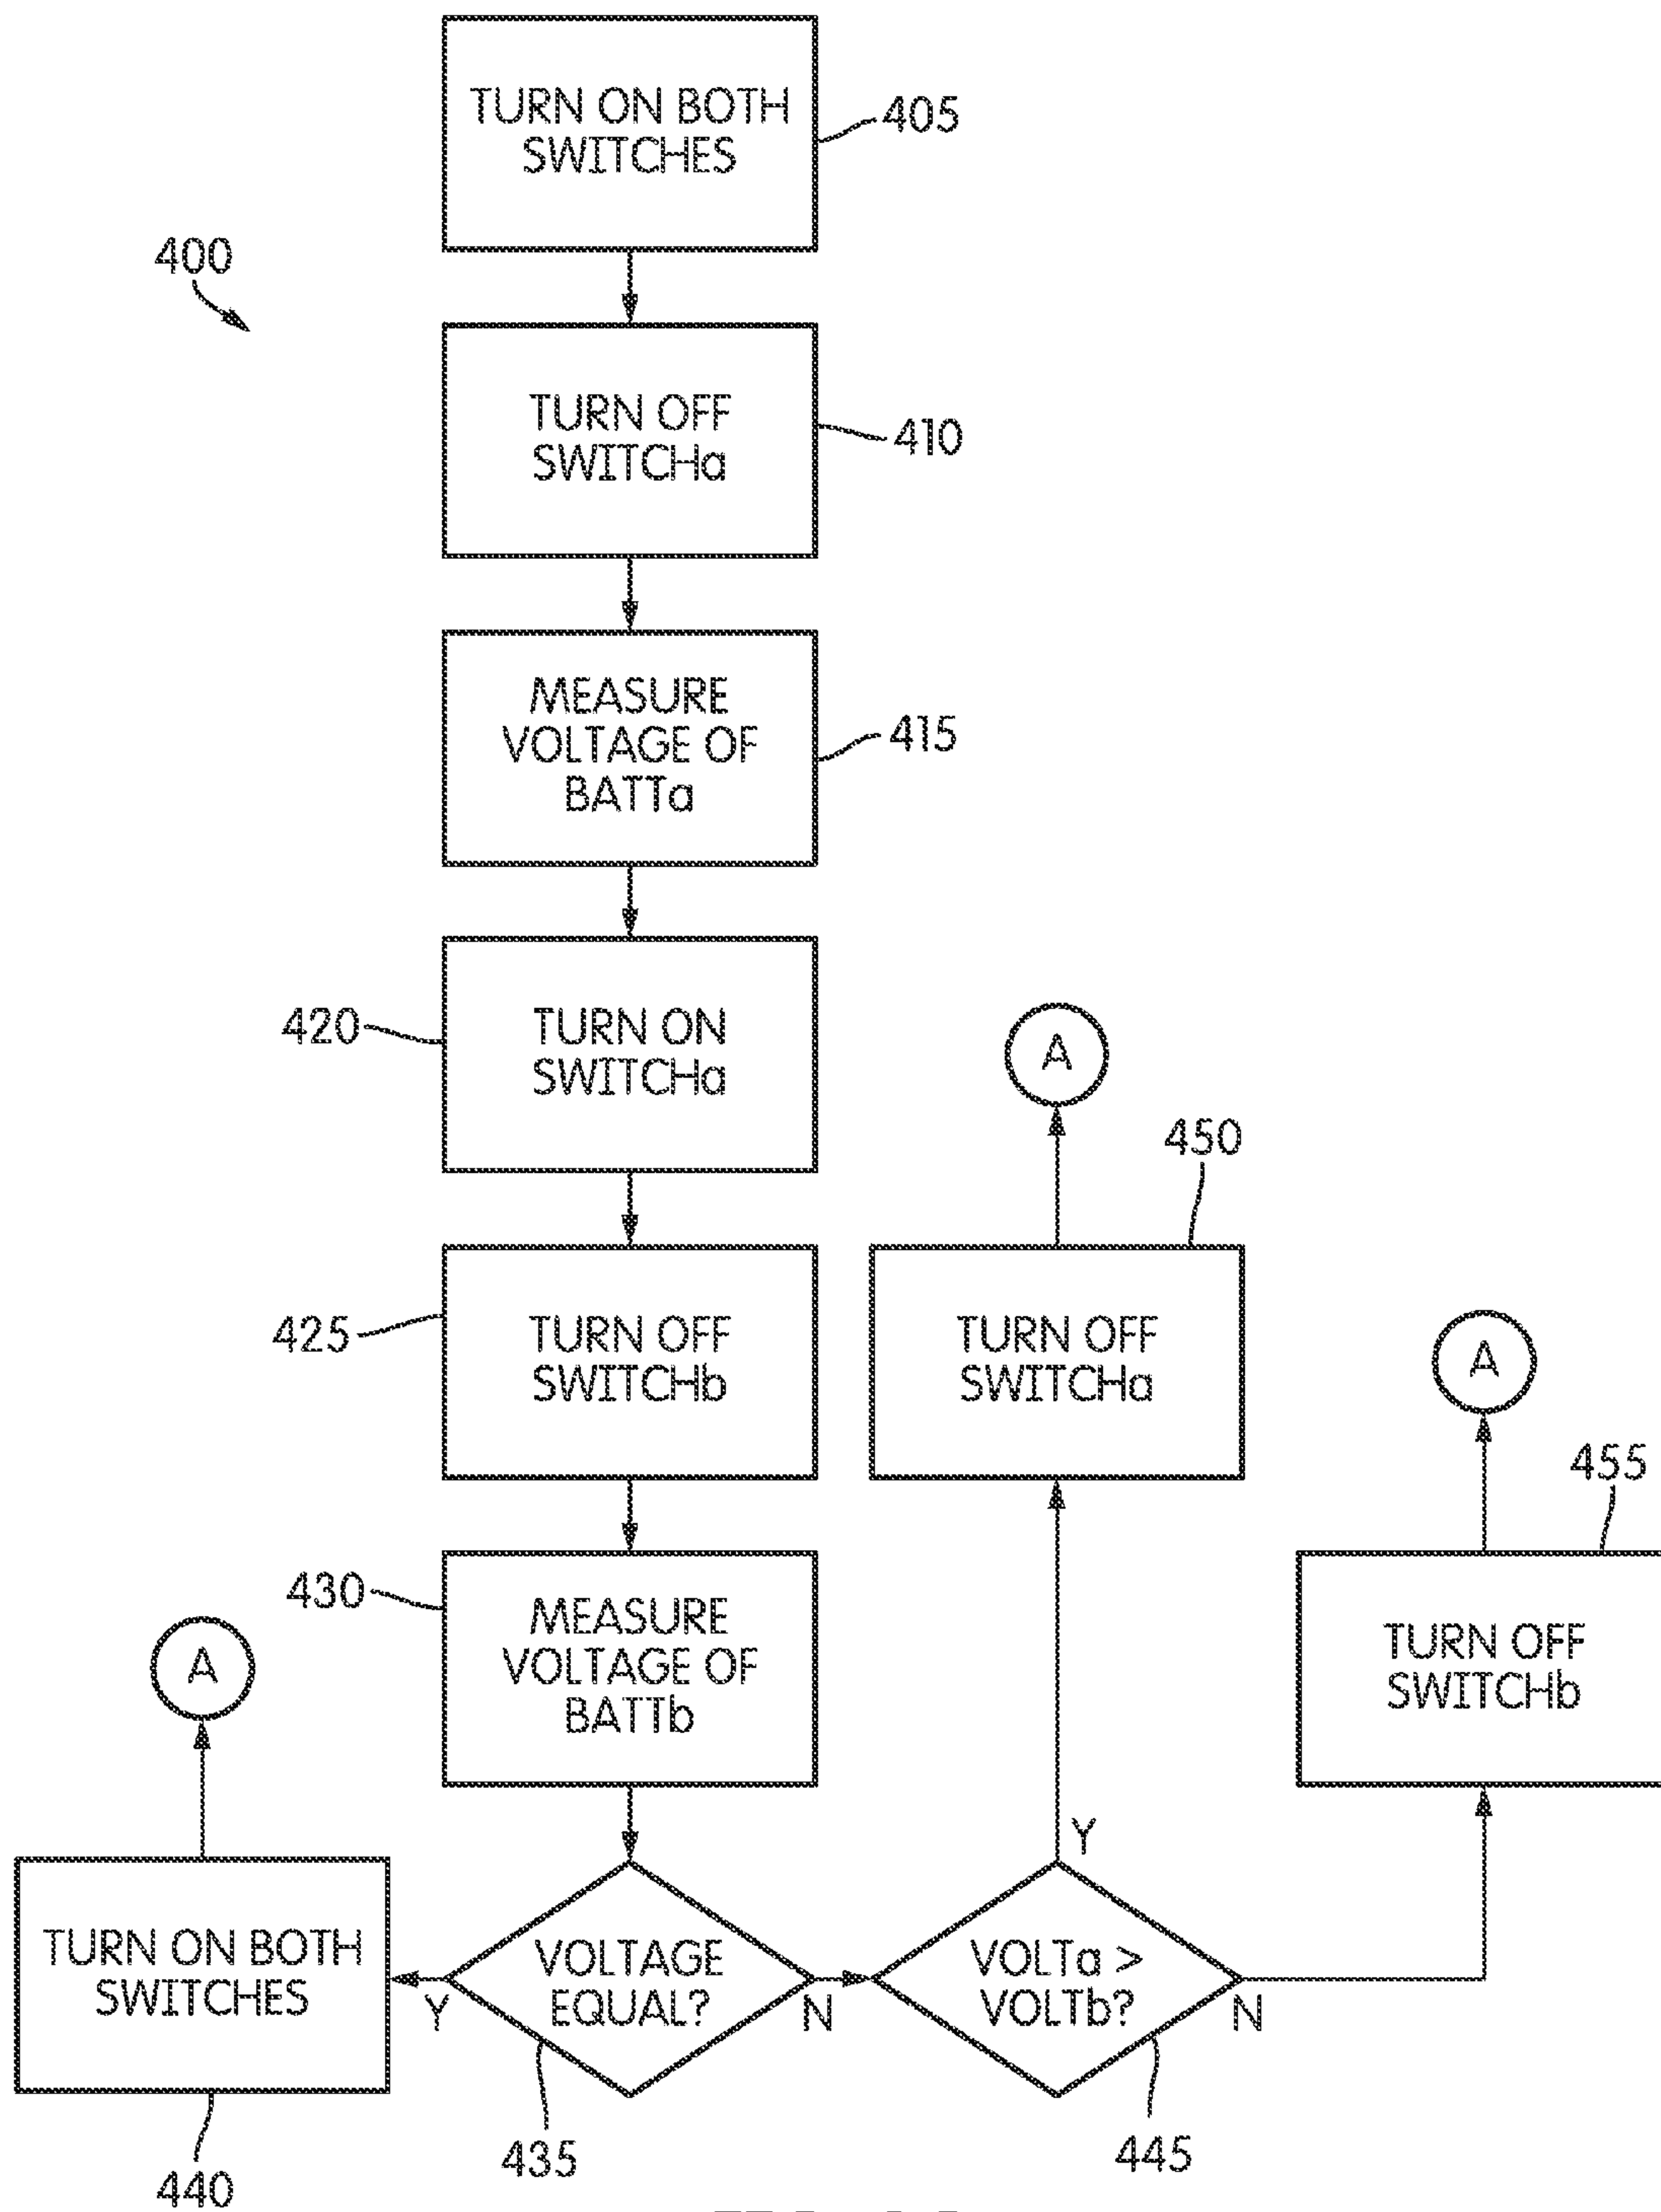 TURN ON BOTH
SWITCHES
405
400
TURN OFF
SWITCHa
410
MEASURE
VOLTAGE OF
BATTa
415
420
TURN ON
SWITCHa
A
450
425
TURN OFF
SWITCHb
TURN OFF
SWITCHa
A
455
430
MEASURE
VOLTAGE OF
BATTb
A
TURN OFF
SWITCHb
Y
TURN ON BOTH
SWITCHES
VOLTAGE
EQUAL?
VOLTa >
VOLTb?
Y
N
N
440
435
445